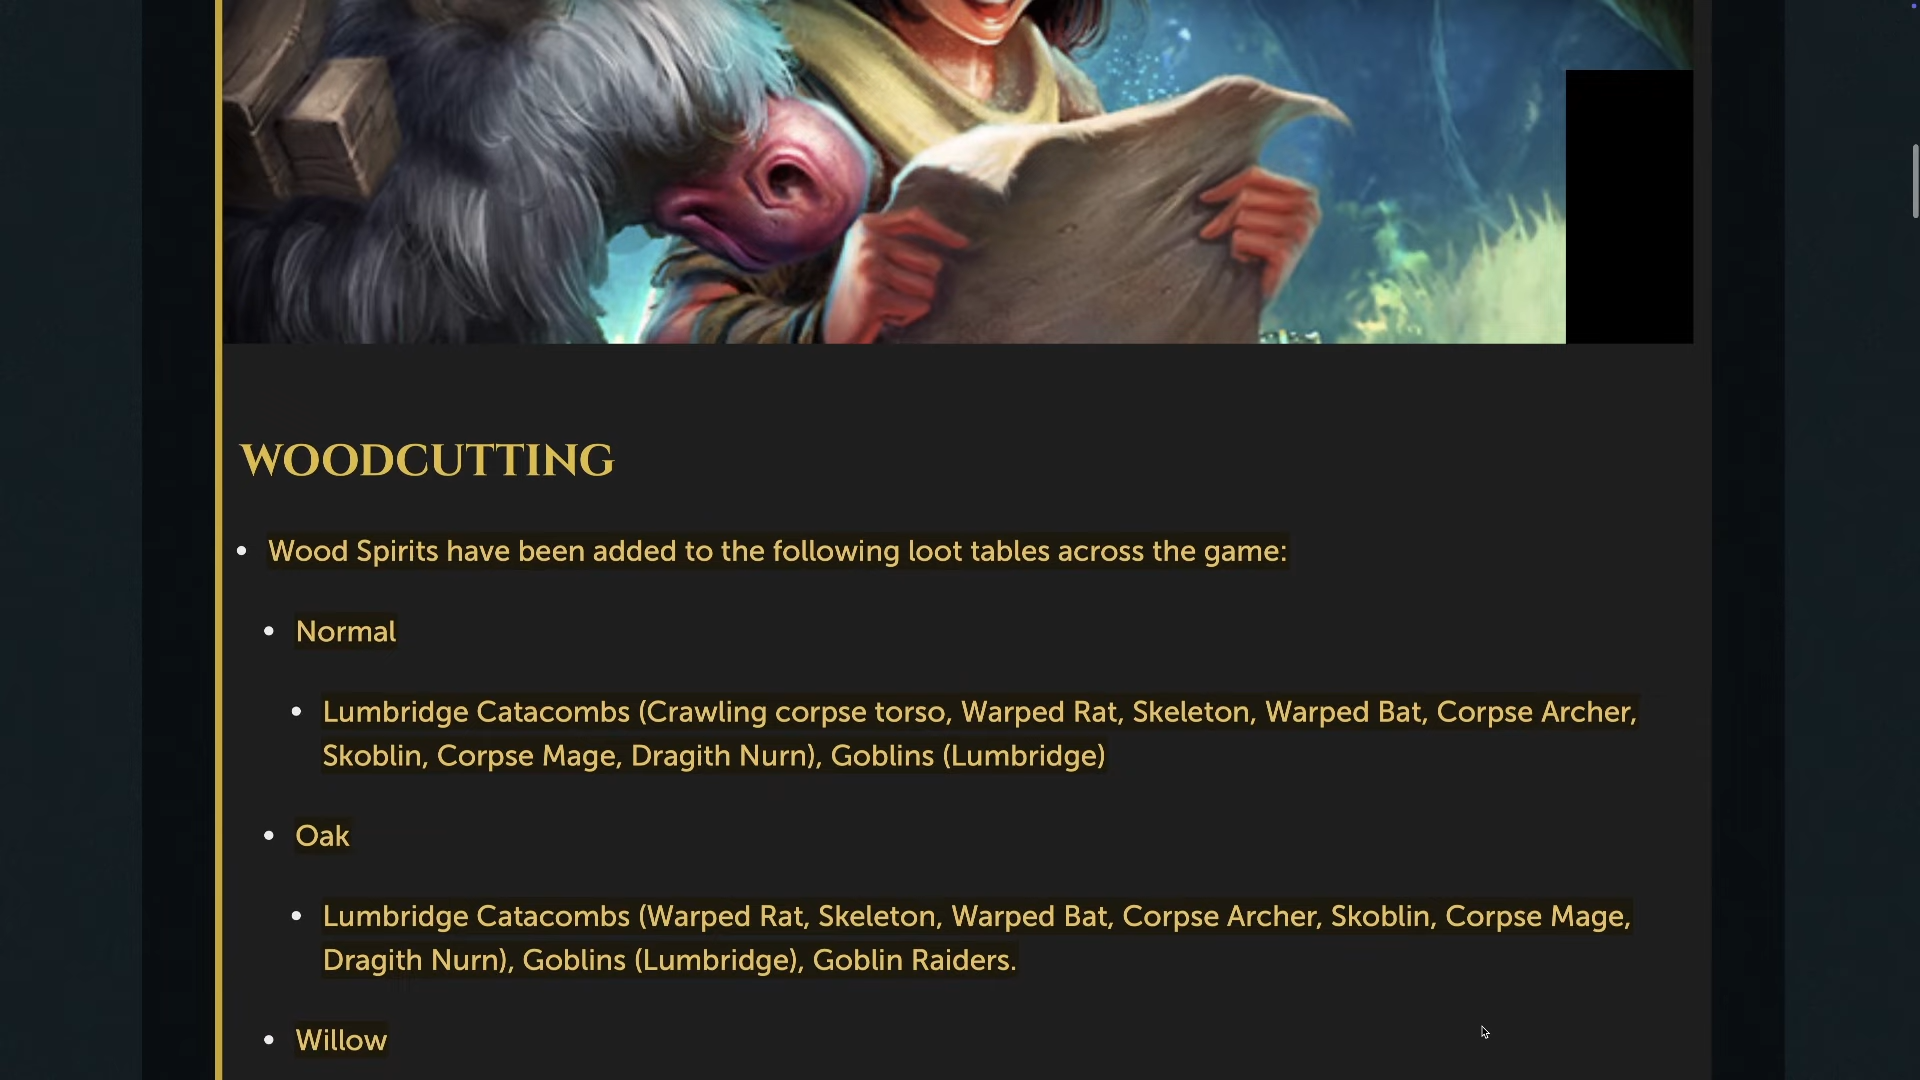 WOODCUTTING
Wood Spirits have been added to the following loot tables across the game:
Normal
Lumbridge Catacombs (Crawling corpse torso, Warped Rat, Skeleton, Warped Bat, Corpse Archer,
Skoblin, Corpse Mage, Dragith Nurn), Goblins (Lumbridge)
Oak
Lumbridge Catacombs (Warped Rat, Skeleton, Warped Bat, Corpse Archer, Skoblin, Corpse Mage,
Dragith Nurn), Goblins (Lumbridge), Goblin Raiders.
Willow